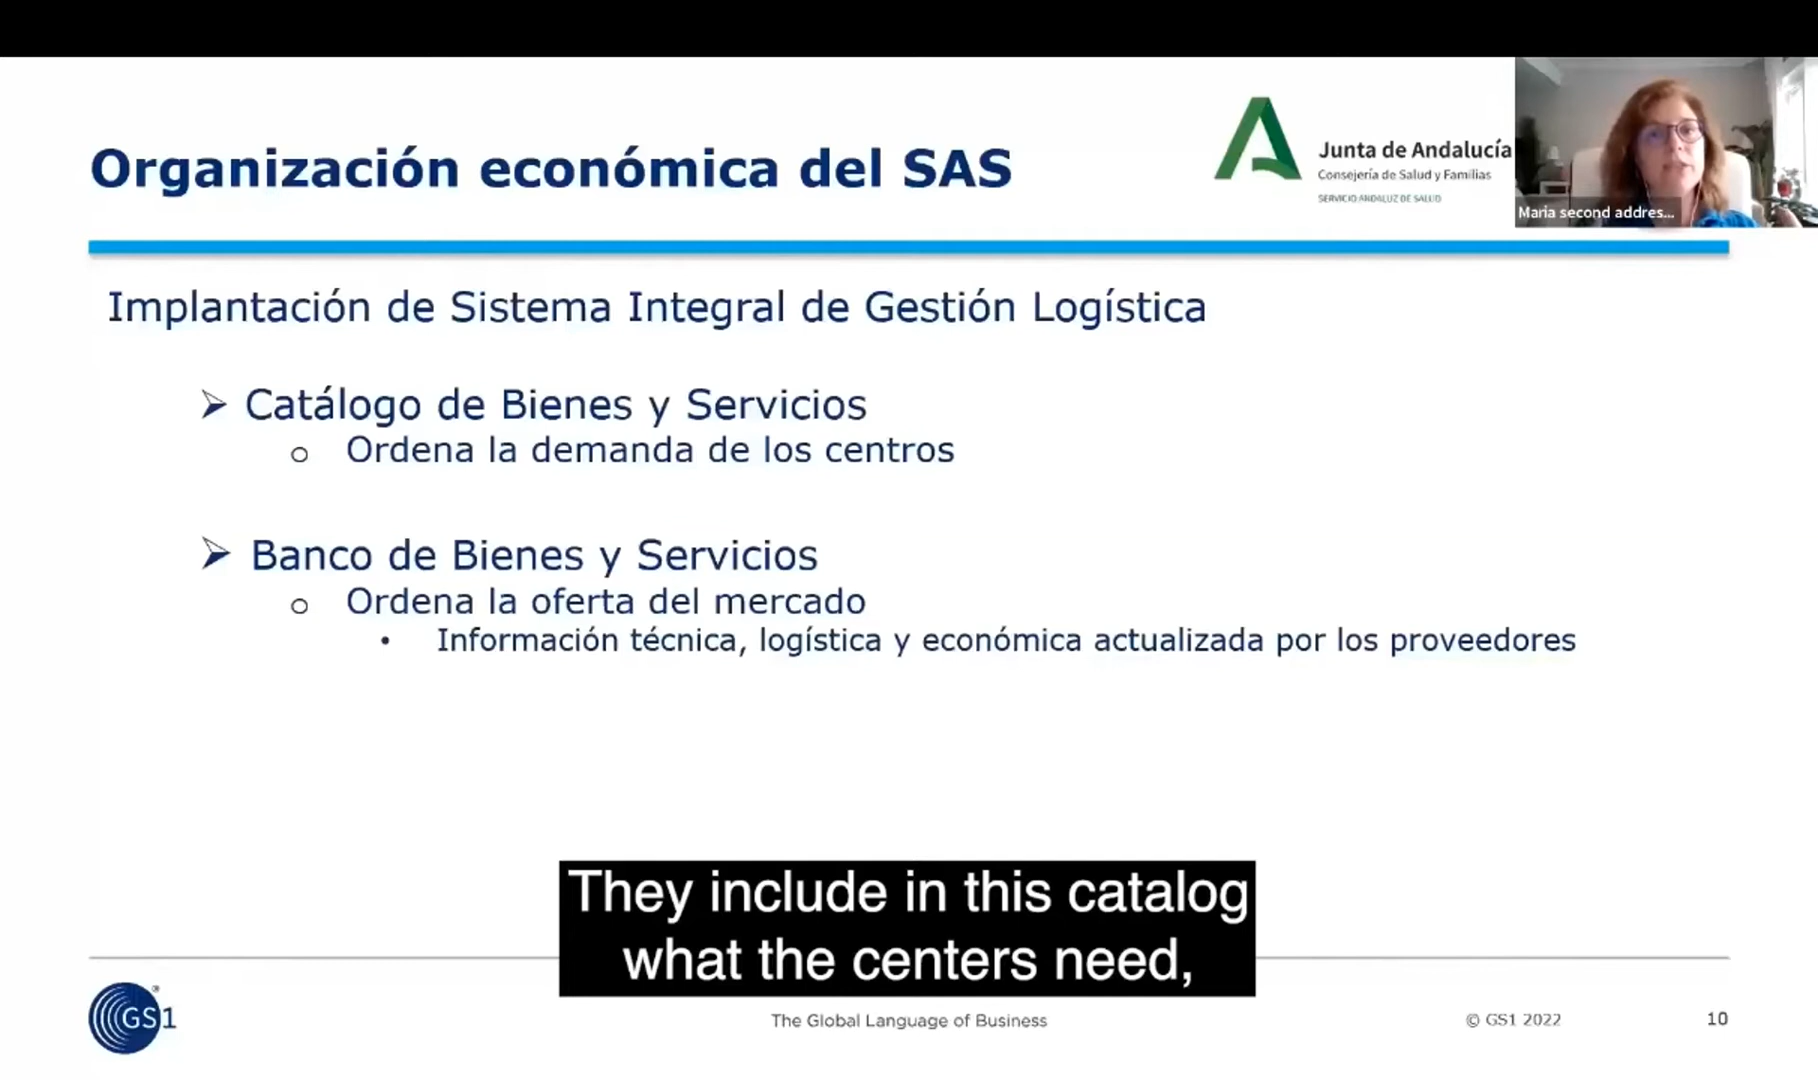 Organización económica del SAS
Junta de Andalucía
Consejería de Salud y Familias
SERVICIO ANDALUZ DE SALUD
Maria second addres...
Implantación de Sistema Integral de Gestión Logística
➢ Catálogo de Bienes y Servicios
o Ordena la demanda de los centros
➢ Banco de Bienes y Servicios
o Ordena la oferta del mercado
• Información técnica, logística y económica actualizada por los proveedores
They include in this catalog
what the centers need,
GS1®
The Global Language of Business
© GS1 2022
10